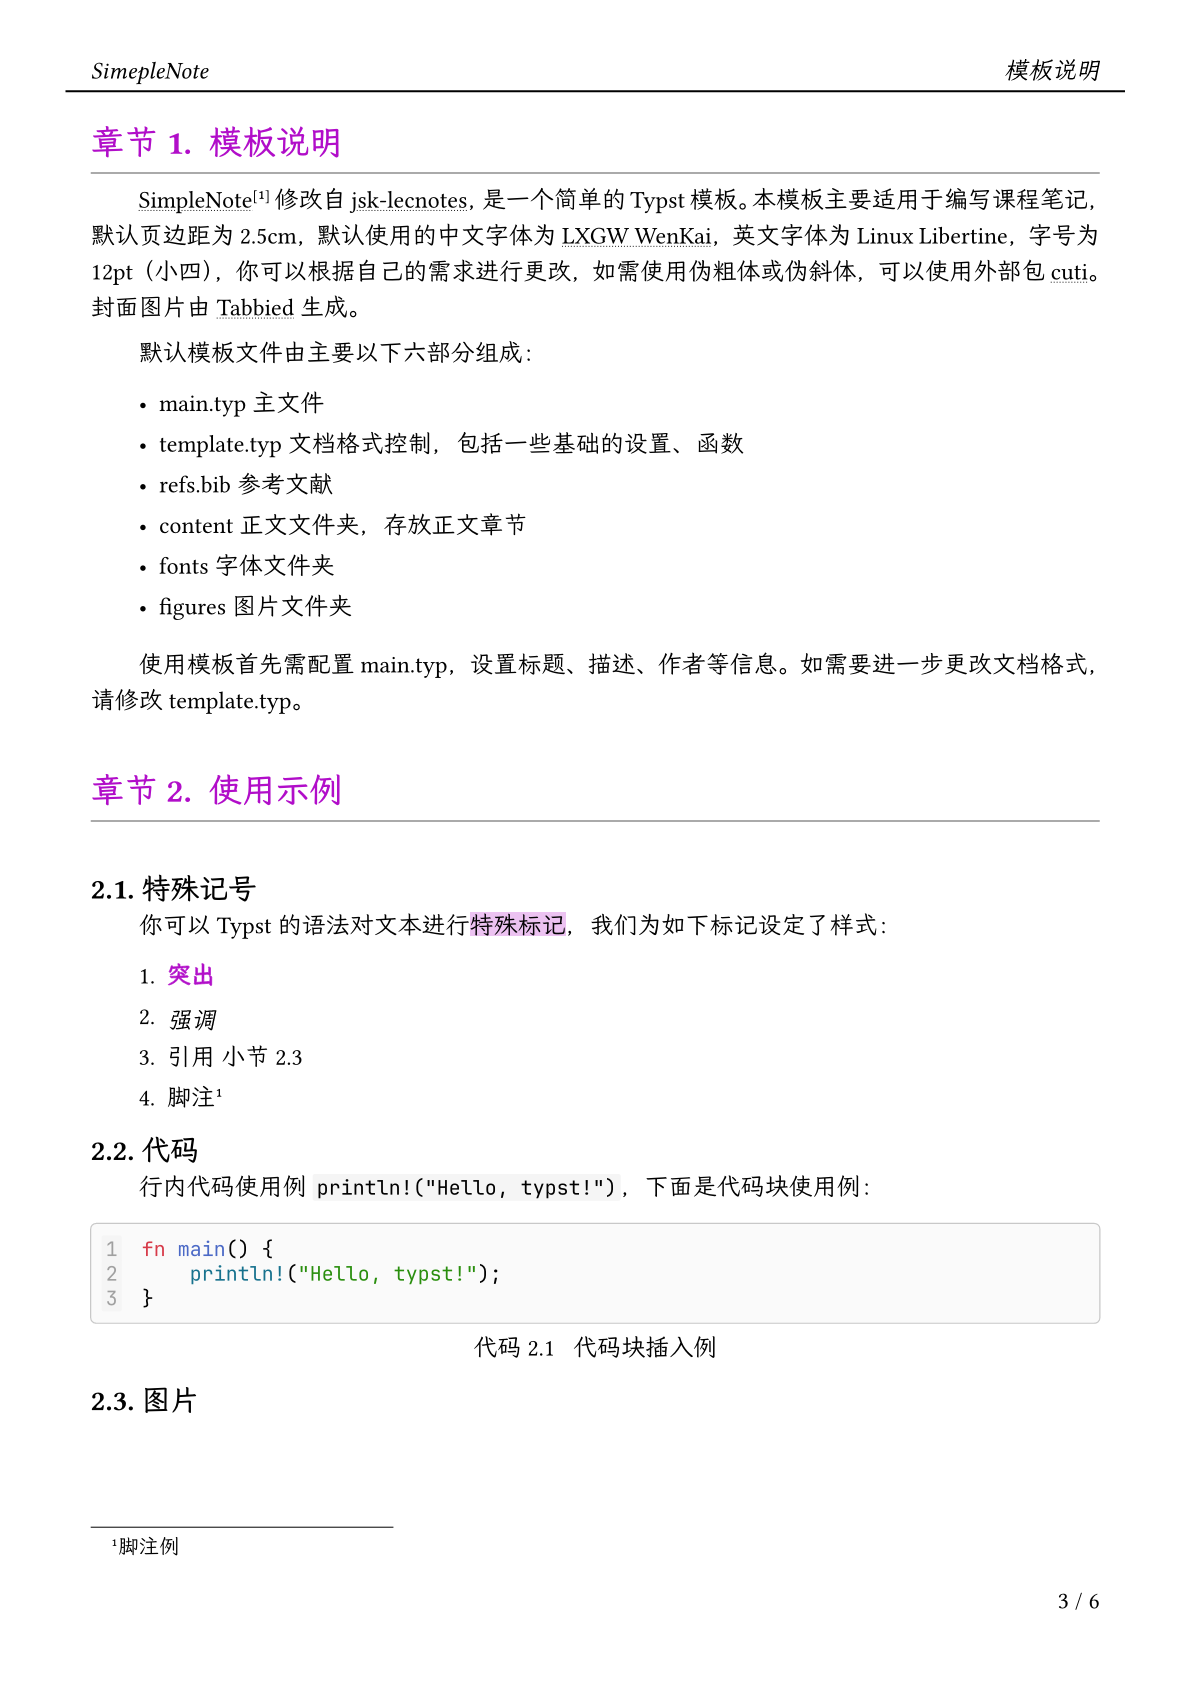 SimepleNote 模板说明
章节 1. 模板说明
SimpleNote[1] 修改自 jsk-lecnotes, 是一个简单的 Typst 模板。本模板主要适用于编写课程笔记，
默认页边距为 2.5cm，默认使用的中文字体为 LXGW WenKai，英文字体为 Linux Libertine，字号为
12pt（小四），你可以根据自己的需求进行更改，如需使用伪粗体或伪斜体，可以使用外部包 cuti。
封面图片由 Tabbied 生成。
默认模板文件由主要以下六部分组成：
• main.typ 主文件
• template.typ 文档格式控制，包括一些基础的设置、函数
• refs.bib 参考文献
• content 正文文件夹，存放正文章节
• fonts 字体文件夹
• figures 图片文件夹
使用模板首先需配置 main.typ，设置标题、描述、作者等信息。如需要进一步更改文档格式，
请修改 template.typ。
章节 2. 使用示例
2.1. 特殊记号
你可以 Typst 的语法对文本进行特殊标记，我们为如下标记设定了样式：
1. 突出
2. 强调
3. 引用 小节 2.3
4. 脚注¹
2.2. 代码
行内代码使用例 println!("Hello, typst!")，下面是代码块使用例：
1 fn main() {
2     println!("Hello, typst!");
3 }
代码 2.1 代码块插入例
2.3. 图片
¹脚注例
3 / 6